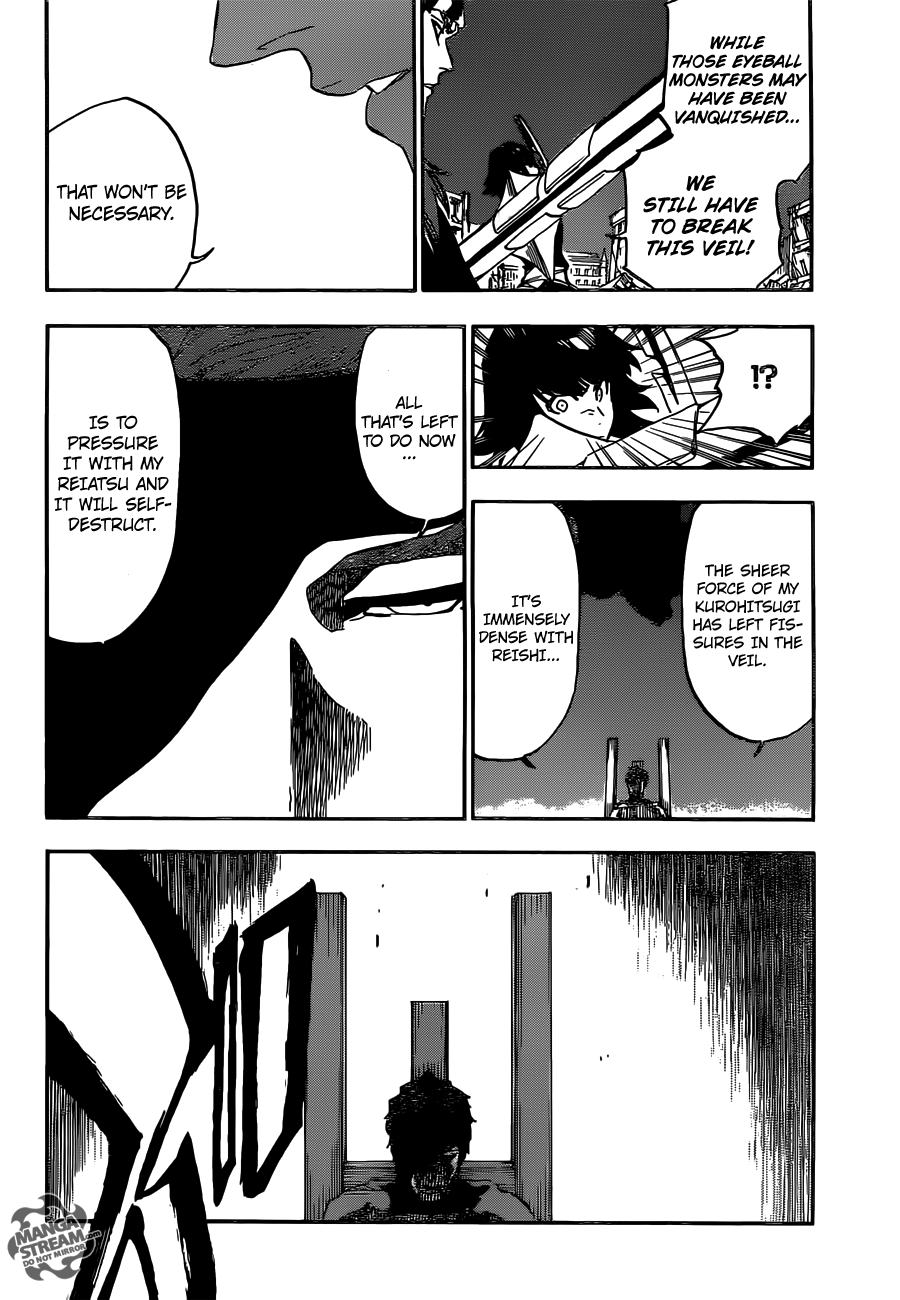 WHILE
THOSE EYEBALL
MONSTERS MAY
HAVE BEEN
VANQUISHED...
WE
STILL HAVE
TO BREAK
THIS VEIL!
THAT WON'T BE
NECESSARY.
!?
THE SHEER
FORCE OF MY
KUROHITSUGI
HAS LEFT FIS-
SURES IN THE
VEIL.
IT'S
IMMENSELY
DENSE WITH
REISHI...
ALL
THAT'S LEFT
TO DO NOW
...
IS TO
PRESSURE
IT WITH MY
REIATSU AND
IT WILL SELF-
DESTRUCT.
MANGA
STREAM.com
DO NOT MIRROR